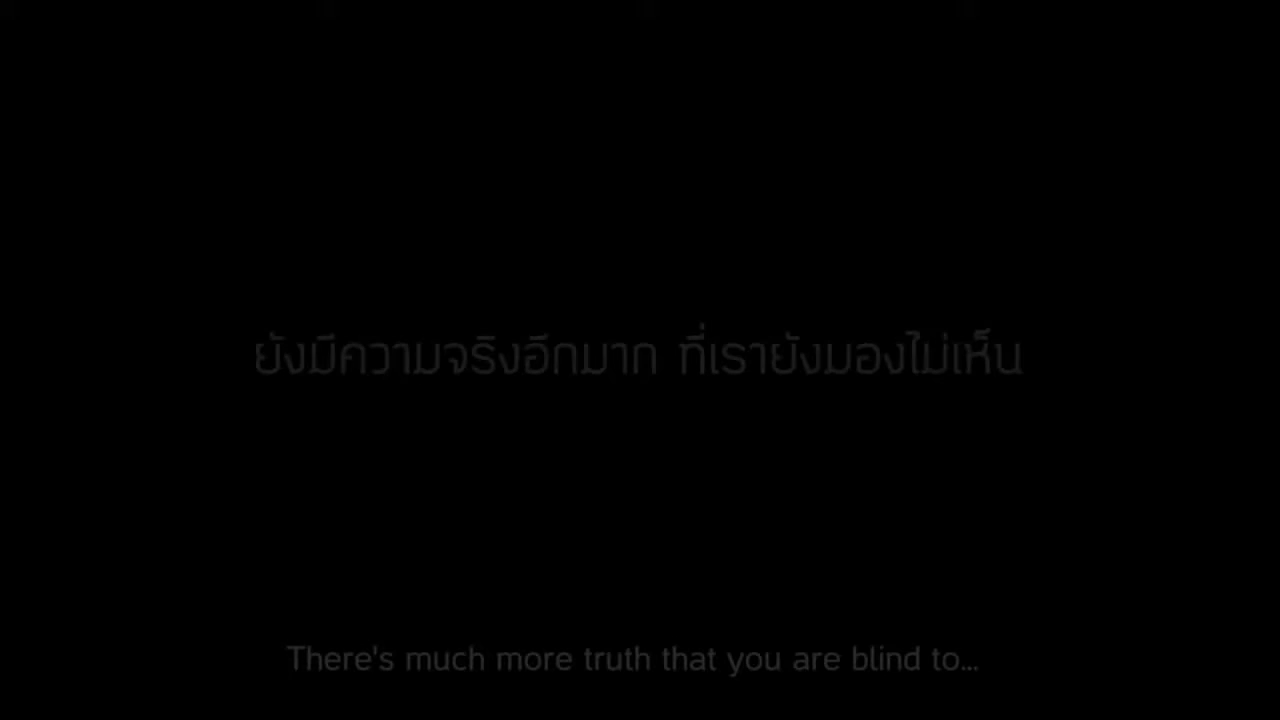 ยังมีความจริงอีกมาก ที่เรายังมองไม่เห็น
There's much more truth that you are blind to...